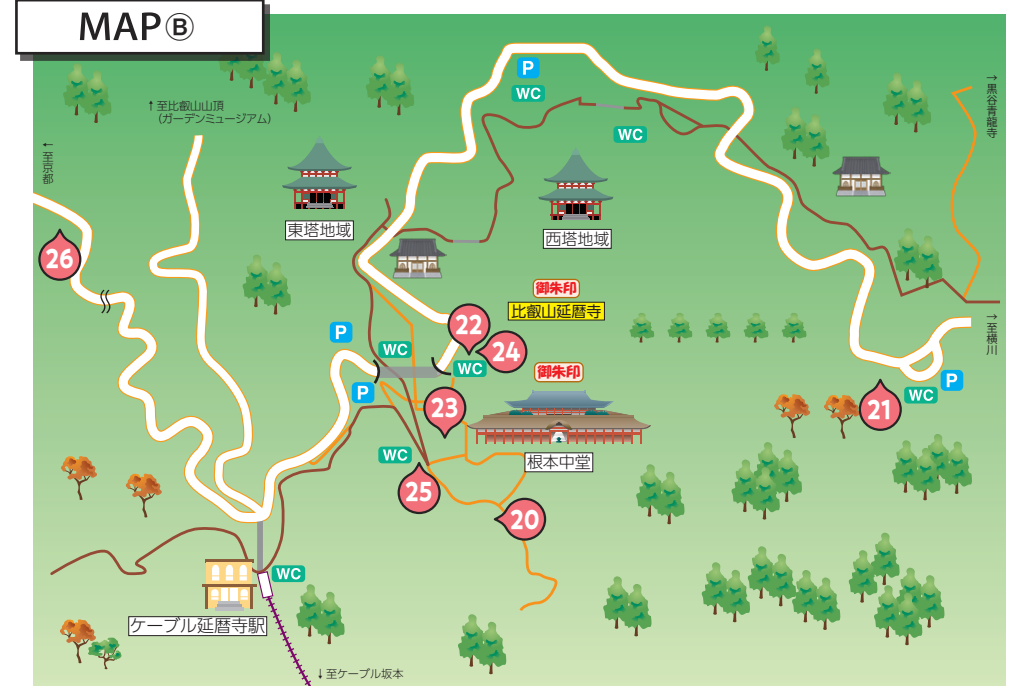 MAPⒷ
↑至比叡山山頂
（ガーデンミュージアム）
←至京都
→黒谷青龍寺
P
WC
WC
東塔地域
西塔地域
26
御朱印
比叡山延暦寺
22
P
WC
24
WC
→至横川
御朱印
P
23
P
WC
21
根本中堂
WC
25
20
WC
ケーブル延暦寺駅
↓至ケーブル坂本